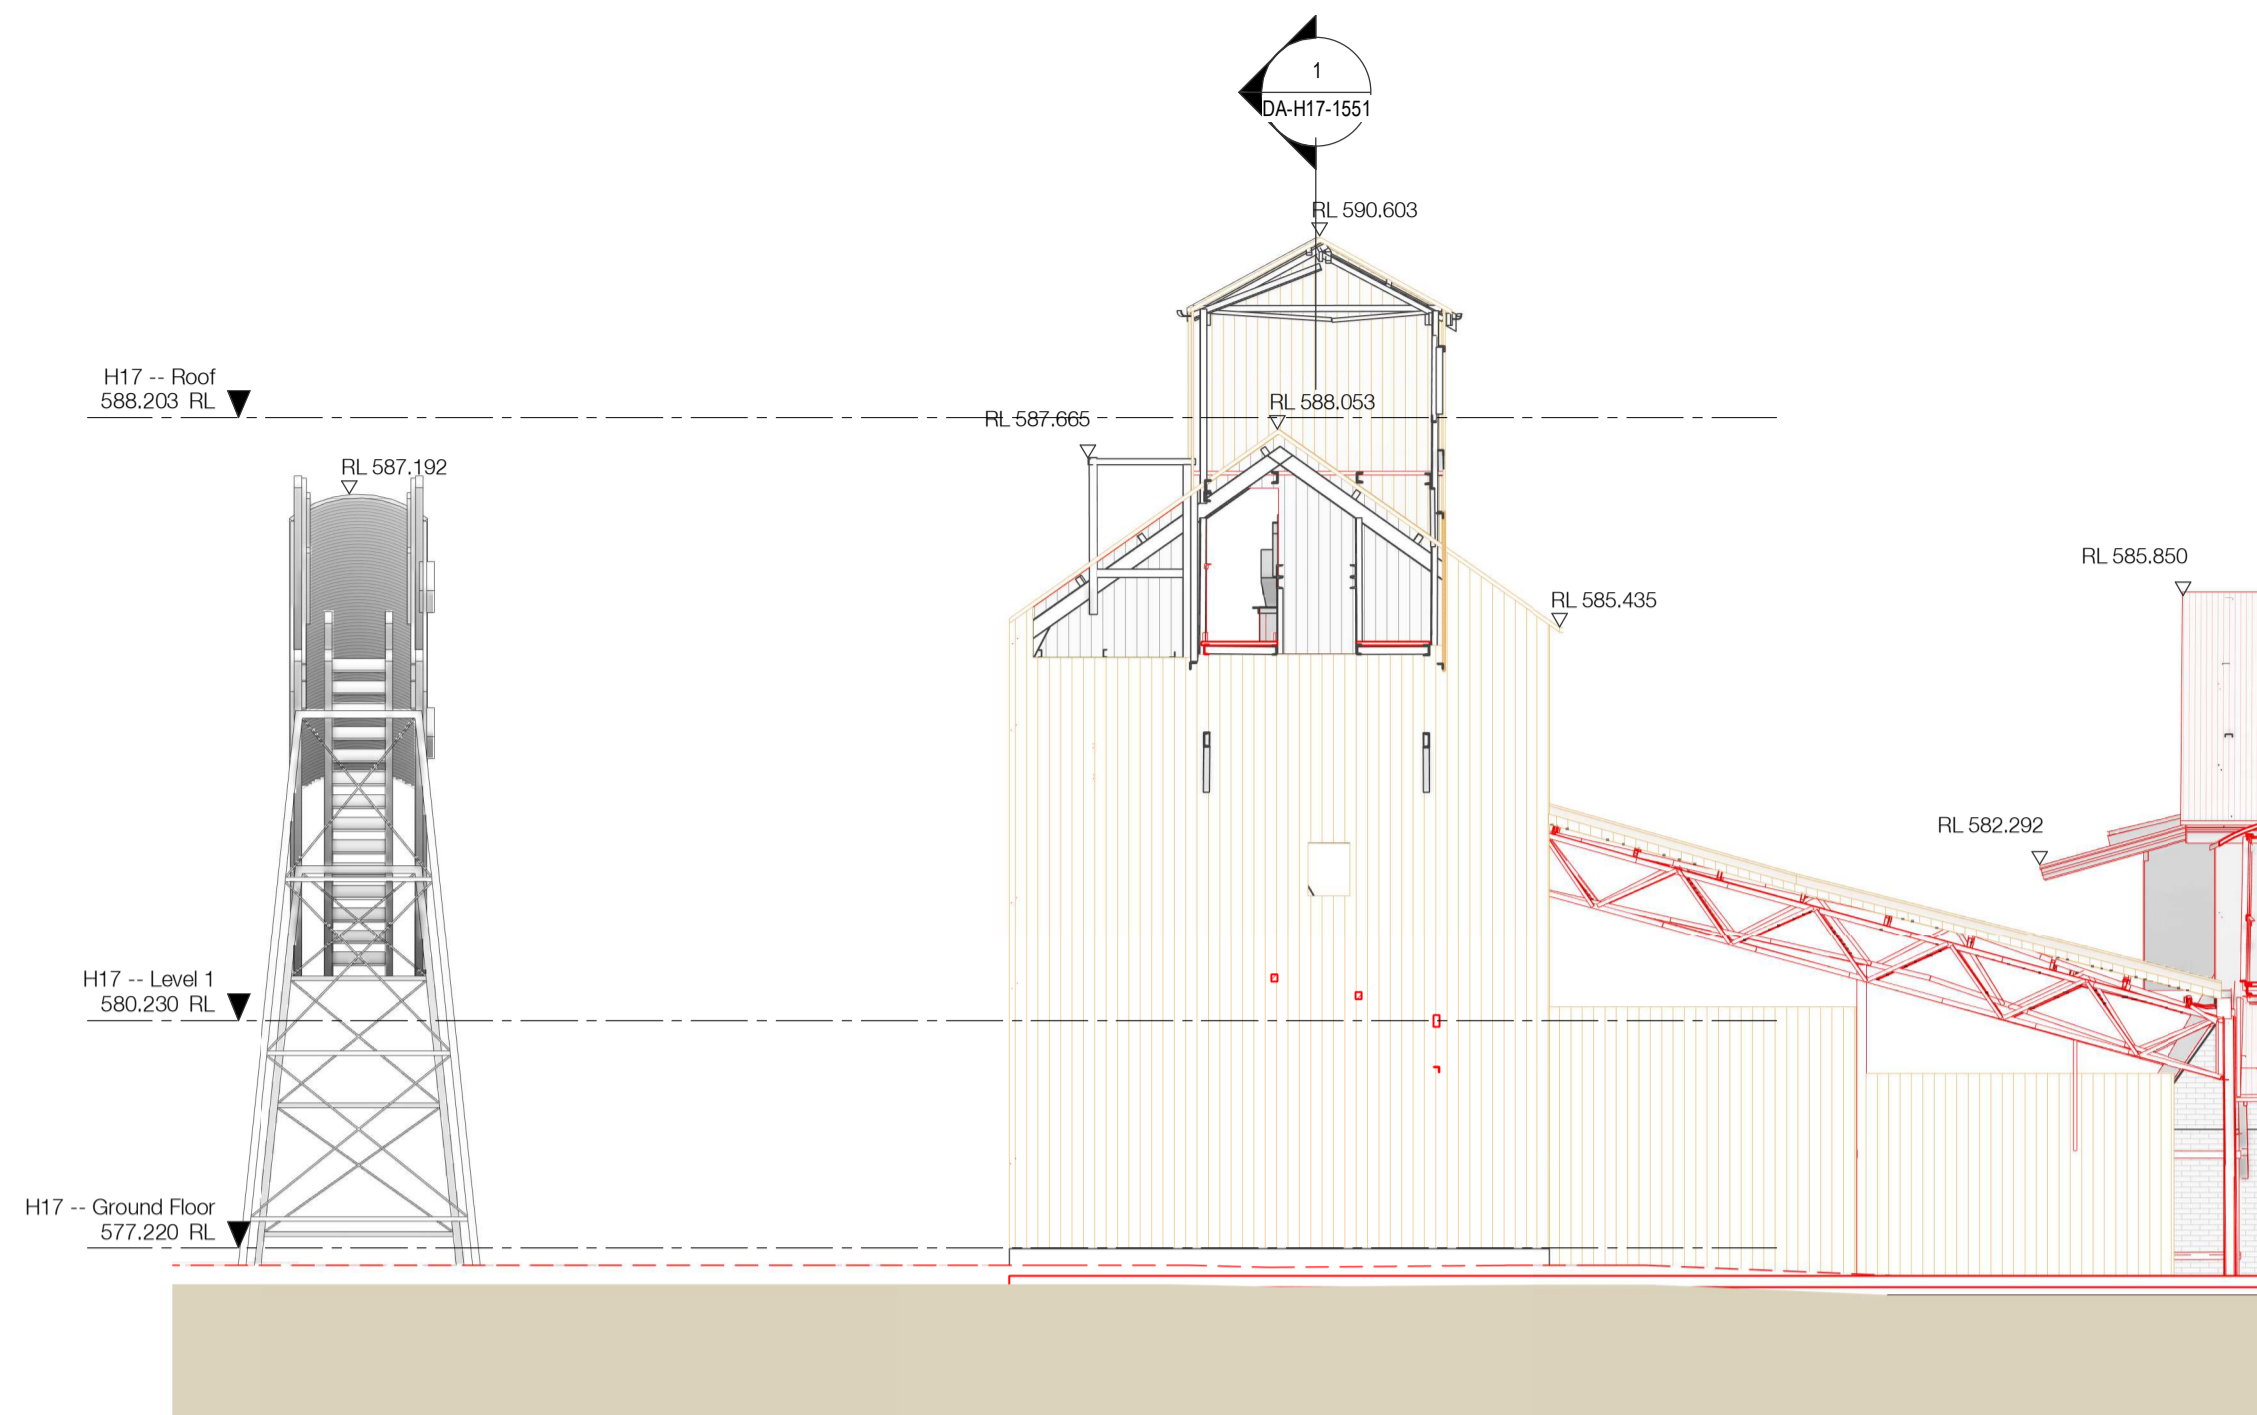 1
DA-H17-1551
RL 590.603
H17 -- Roof
588.203 RL
RL 588.053
RL 587.665
RL 587.192
RL 585.850
RL 585.435
RL 582.292
H17 -- Level 1
580.230 RL
H17 -- Ground Floor
577.220 RL